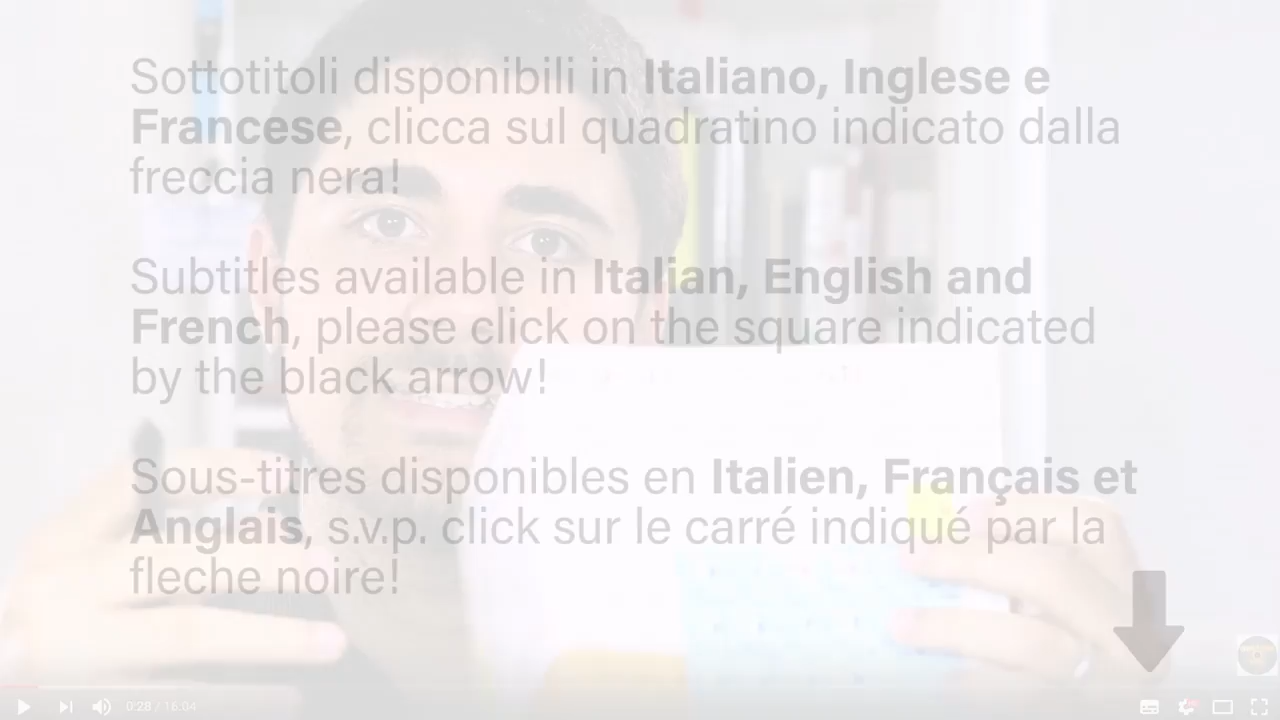 Sottotitoli disponibili in Italiano, Inglese e
Francese, clicca sul quadratino indicato dalla
freccia nera!
Subtitles available in Italian, English and
French, please click on the square indicated
by the black arrow!
Sous-titres disponibles en Italien, Français et
Anglais, s.v.p. click sur le carré indiqué par la
fleche noire!
0:28 / 16:04